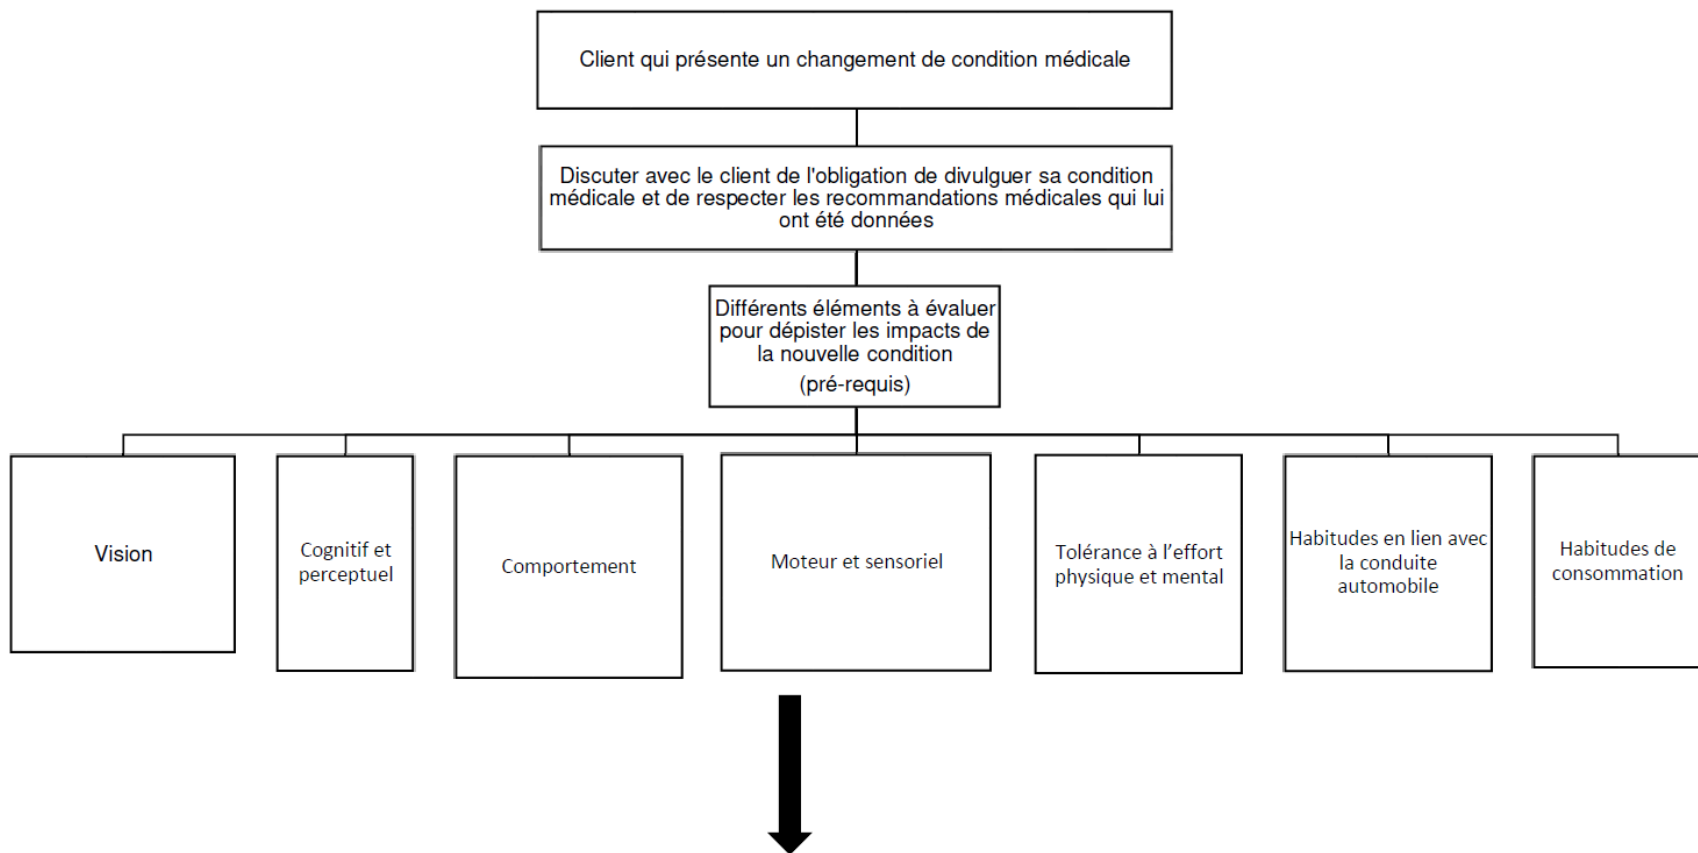 Client qui présente un changement de condition médicale
Discuter avec le client de l'obligation de divulguer sa condition
médicale et de respecter les recommandations médicales qui lui
ont été données
Différents éléments à évaluer
pour dépister les impacts de
la nouvelle condition
(pré-requis)
Vision
Cognitif et
perceptuel
Comportement
Moteur et sensoriel
Tolérance à l'effort
physique et mental
Habitudes en lien avec
la conduite
automobile
Habitudes de
consommation